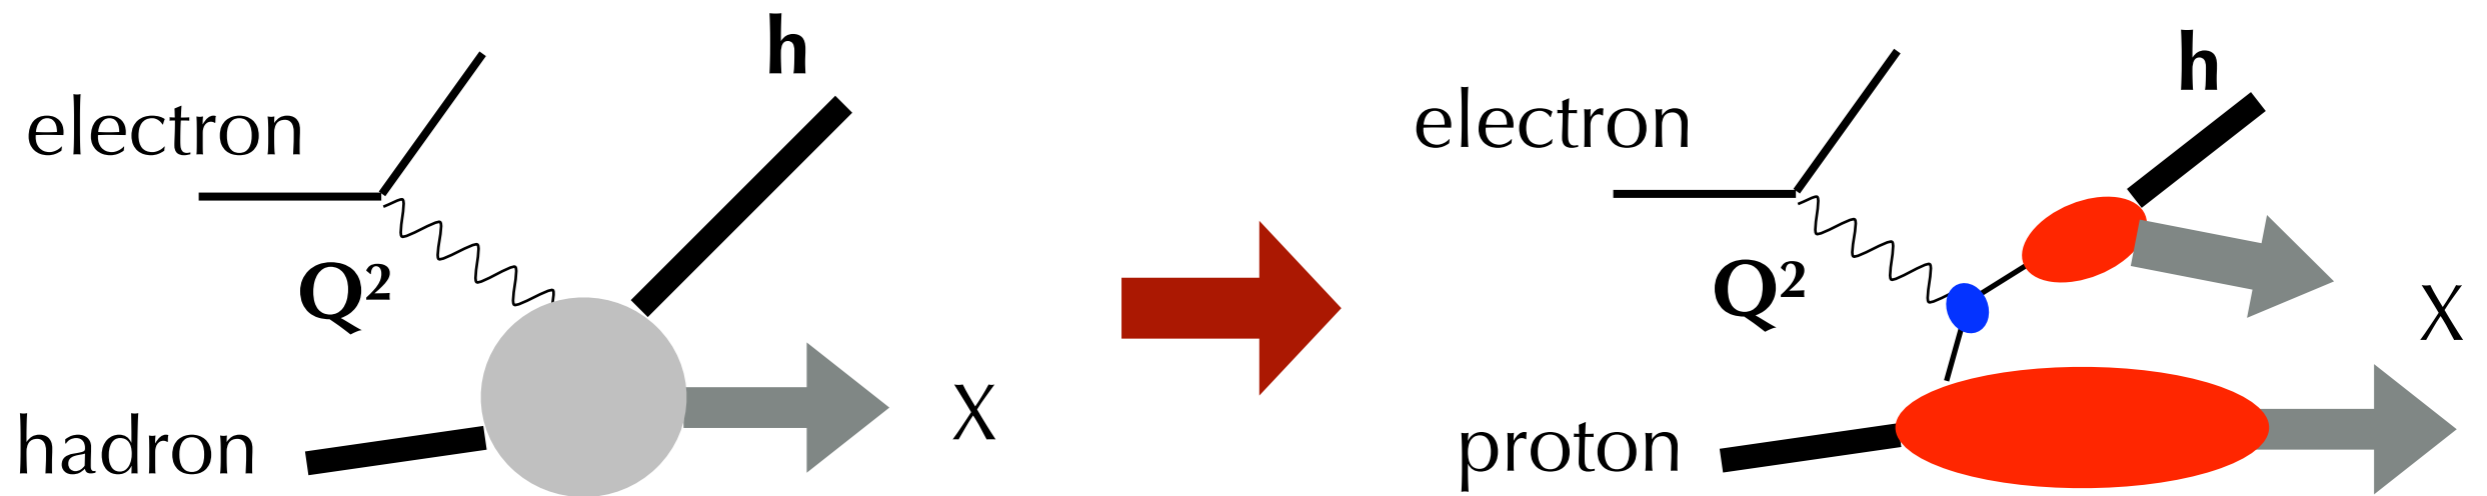 h
electron
Q²
hadron
X
h
electron
Q²
proton
X